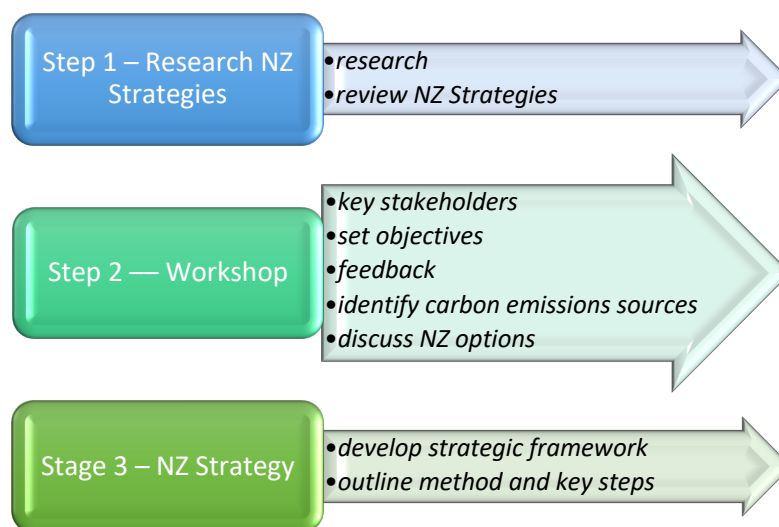 Step 1 – Research NZ
Strategies
•research
•review NZ Strategies
Step 2 –– Workshop
•key stakeholders
•set objectives
•feedback
•identify carbon emissions sources
•discuss NZ options
Stage 3 – NZ Strategy
•develop strategic framework
•outline method and key steps